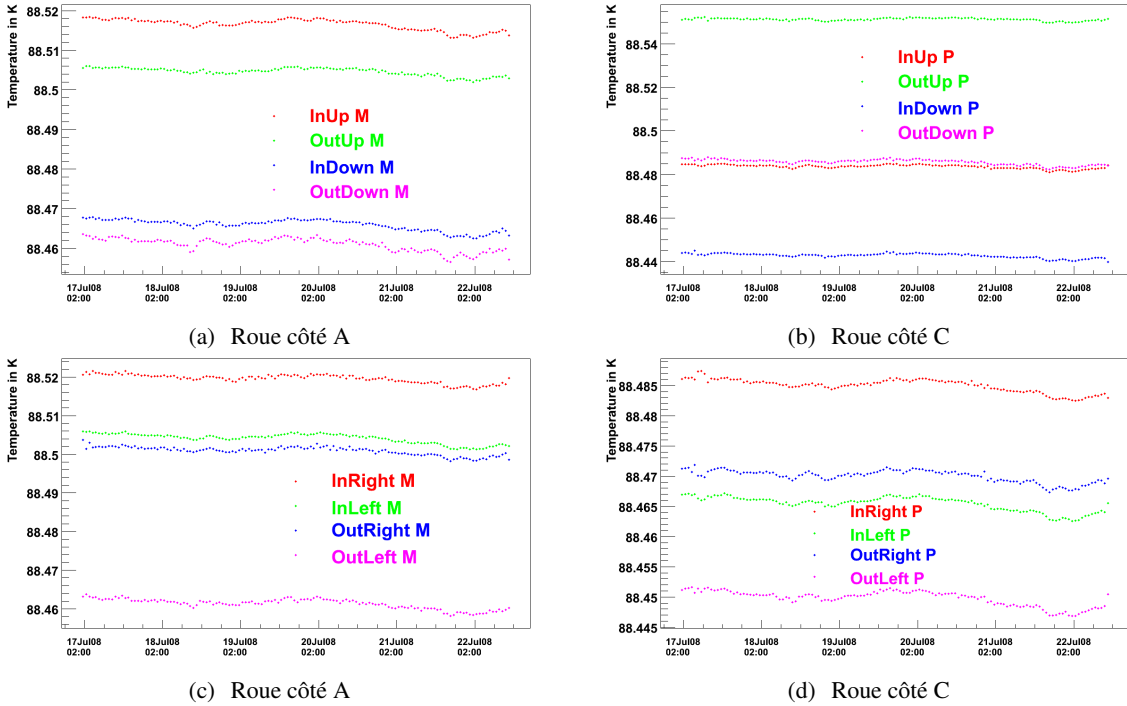 Temperature in K
88.52
88.51
88.5
88.49
88.48
88.47
88.46
InUp M
OutUp M
InDown M
OutDown M
17Jul08 18Jul08 19Jul08 20Jul08 21Jul08 22Jul08
02:00 02:00 02:00 02:00 02:00 02:00
(a) Roue côté A
Temperature in K
88.54
88.52
88.5
88.48
88.46
88.44
InUp P
OutUp P
InDown P
OutDown P
17Jul08 18Jul08 19Jul08 20Jul08 21Jul08 22Jul08
02:00 02:00 02:00 02:00 02:00 02:00
(b) Roue côté C
Temperature in K
88.52
88.51
88.5
88.49
88.48
88.47
88.46
InRight M
InLeft M
OutRight M
OutLeft M
17Jul08 18Jul08 19Jul08 20Jul08 21Jul08 22Jul08
02:00 02:00 02:00 02:00 02:00 02:00
(c) Roue côté A
Temperature in K
88.485
88.48
88.475
88.47
88.465
88.46
88.455
88.45
88.445
InRight P
InLeft P
OutRight P
OutLeft P
17Jul08 18Jul08 19Jul08 20Jul08 21Jul08 22Jul08
02:00 02:00 02:00 02:00 02:00 02:00
(d) Roue côté C